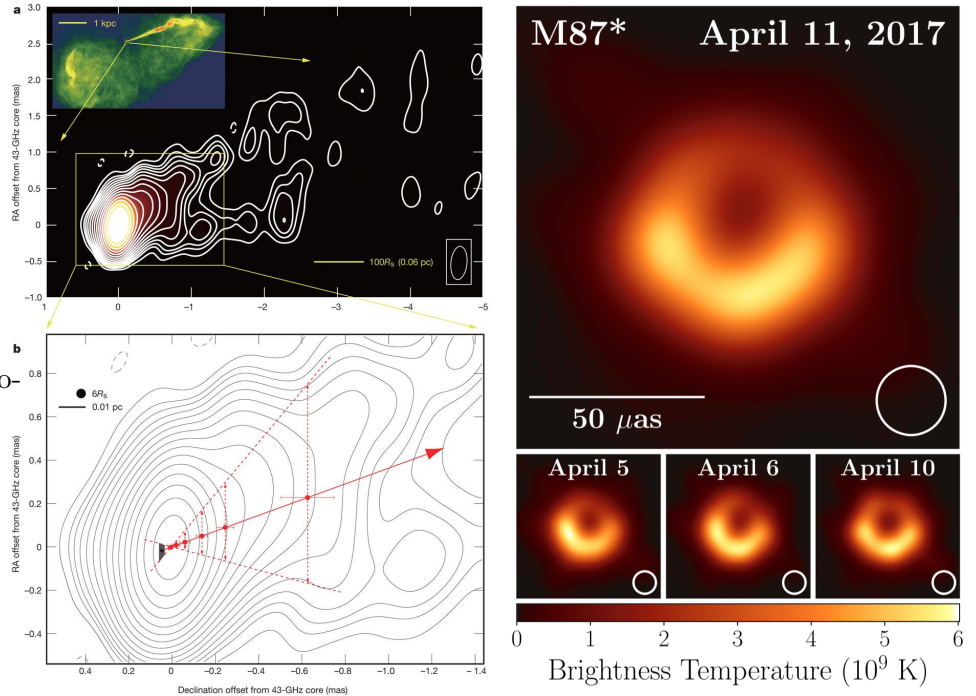 a
1 kpc
3.0
2.5
2.0
1.5
1.0
0.5
0
–0.5
–1.0
RA offset from 43-GHz core (mas)
100Rs (0.06 pc)
1 0 –1 –2 –3 –4 –5
b
O-
6Rs
0.01 pc
0.8
0.6
0.4
0.2
0
-0.2
-0.4
RA offset from 43-GHz core (mas)
0.4 0.2 0 -0.2 -0.4 -0.6 -0.8 -1.0 -1.2 -1.4
Declination offset from 43-GHz core (mas)
M87* April 11, 2017
50 μas
April 5 April 6 April 10
0 1 2 3 4 5 6
Brightness Temperature (10⁹ K)